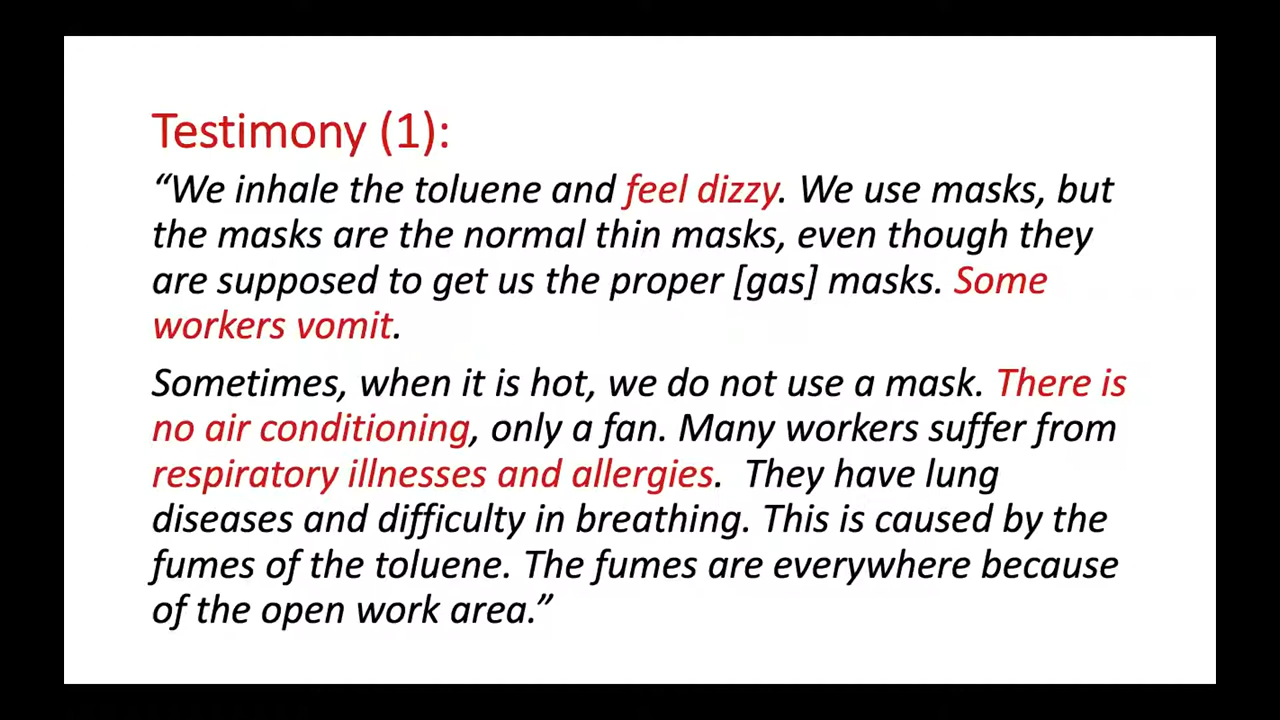 Testimony (1):
“We inhale the toluene and feel dizzy. We use masks, but
the masks are the normal thin masks, even though they
are supposed to get us the proper [gas] masks. Some
workers vomit.
Sometimes, when it is hot, we do not use a mask. There is
no air conditioning, only a fan. Many workers suffer from
respiratory illnesses and allergies.  They have lung
diseases and difficulty in breathing. This is caused by the
fumes of the toluene. The fumes are everywhere because
of the open work area.”